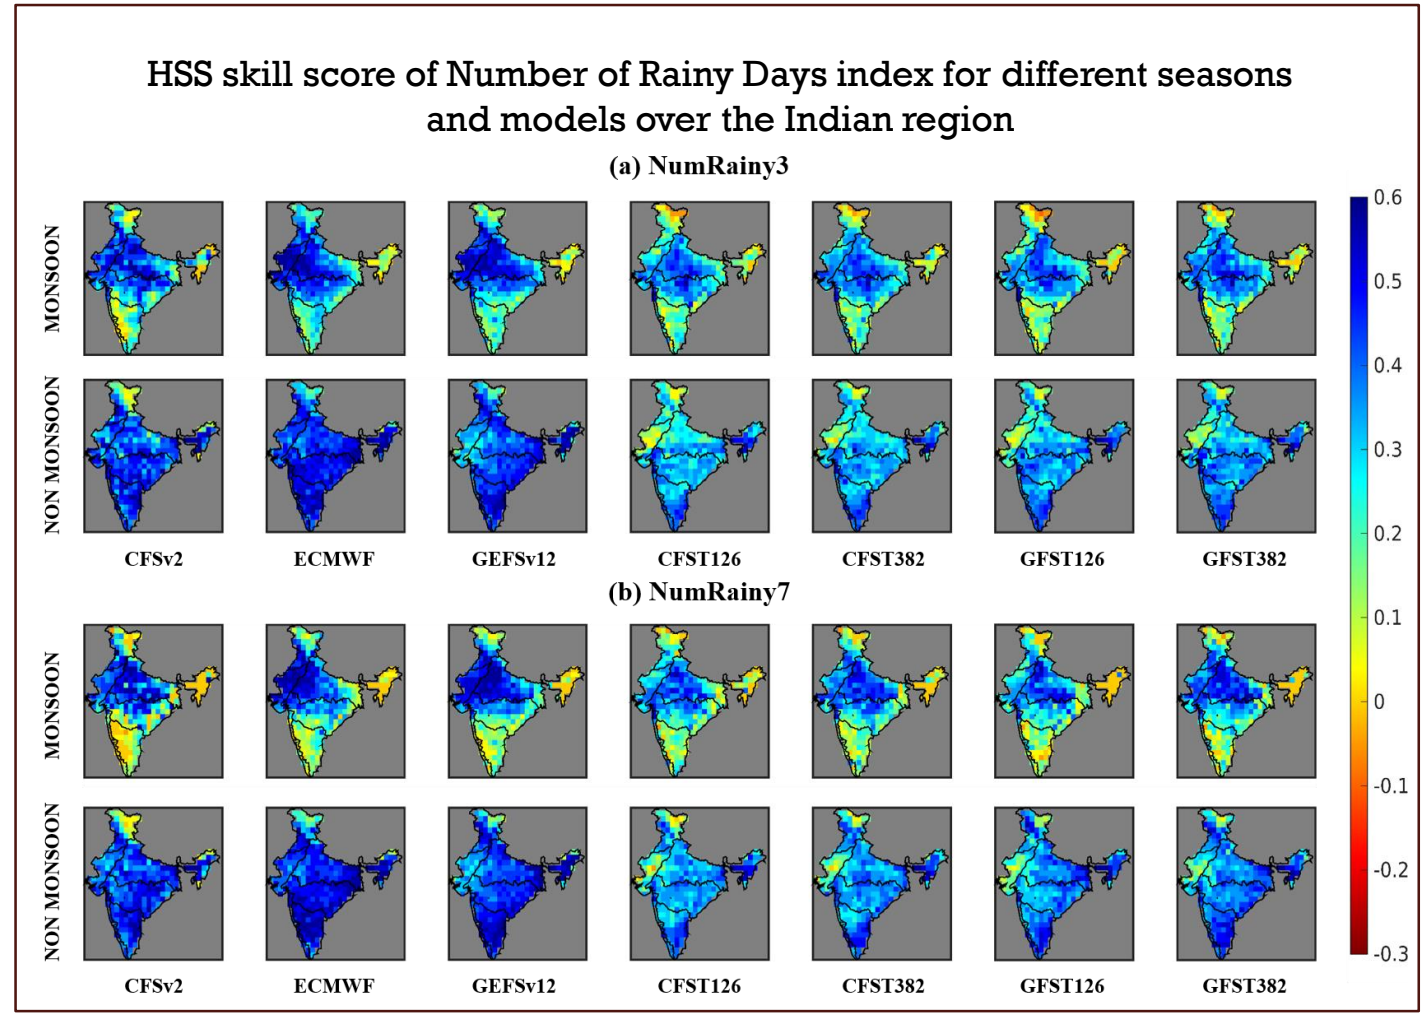 HSS skill score of Number of Rainy Days index for different seasons
and models over the Indian region
(a) NumRainy3
MONSOON
NON MONSOON
CFSv2 ECMWF GEFSv12 CFST126 CFST382 GFST126 GFST382
(b) NumRainy7
MONSOON
NON MONSOON
CFSv2 ECMWF GEFSv12 CFST126 CFST382 GFST126 GFST382
0.6
0.5
0.4
0.3
0.2
0.1
0
-0.1
-0.2
-0.3